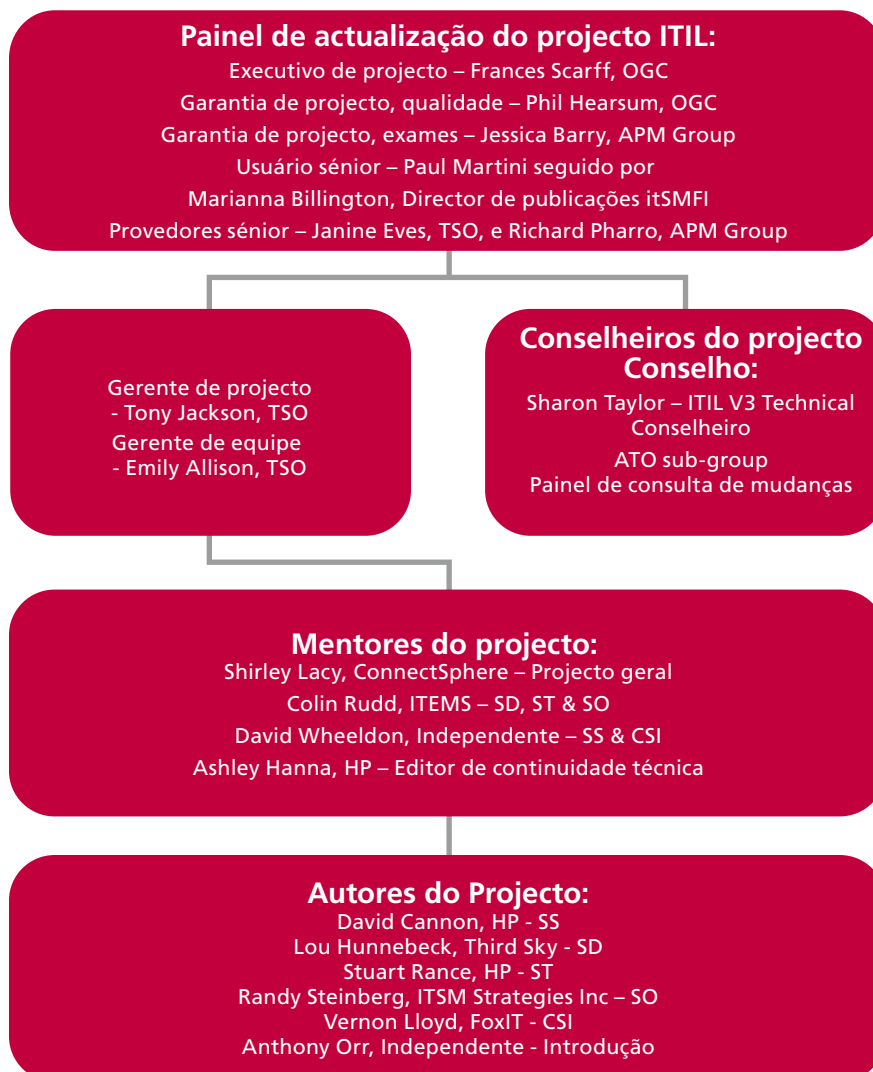 Painel de actualização do projecto ITIL:
Executivo de projecto – Frances Scarff, OGC
Garantia de projecto, qualidade – Phil Hearsum, OGC
Garantia de projecto, exames – Jessica Barry, APM Group
Usuário sénior – Paul Martini seguido por
Marianna Billington, Director de publicações itSMFI
Provedores sénior – Janine Eves, TSO, e Richard Pharro, APM Group
Gerente de projecto
- Tony Jackson, TSO
Gerente de equipe
- Emily Allison, TSO
Conselheiros do projecto
Conselho:
Sharon Taylor – ITIL V3 Technical
Conselheiro
ATO sub-group
Painel de consulta de mudanças
Mentores do projecto:
Shirley Lacy, ConnectSphere – Projecto geral
Colin Rudd, ITEMS – SD, ST & SO
David Wheeldon, Independente – SS & CSI
Ashley Hanna, HP – Editor de continuidade técnica
Autores do Projecto:
David Cannon, HP - SS
Lou Hunnebeck, Third Sky - SD
Stuart Rance, HP - ST
Randy Steinberg, ITSM Strategies Inc – SO
Vernon Lloyd, FoxIT - CSI
Anthony Orr, Independente - Introdução